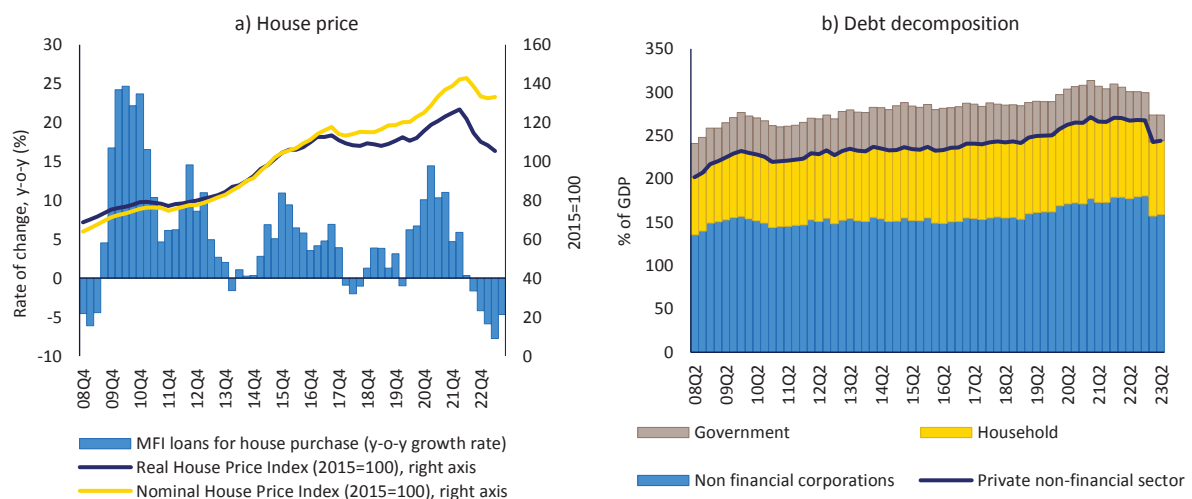 a) House price
Rate of change, y-o-y (%)
30
25
20
15
10
5
0
-5
-10
160
140
120
100
80
60
40
20
0
2015=100
08Q4
09Q4
10Q4
11Q4
12Q4
13Q4
14Q4
15Q4
16Q4
17Q4
18Q4
19Q4
20Q4
21Q4
22Q4
MFI loans for house purchase (y-o-y growth rate)
Real House Price Index (2015=100), right axis
Nominal House Price Index (2015=100), right axis
b) Debt decomposition
% of GDP
350
300
250
200
150
100
50
0
08Q2
09Q2
10Q2
11Q2
12Q2
13Q2
14Q2
15Q2
16Q2
17Q2
18Q2
19Q2
20Q2
21Q2
22Q2
23Q2
Government
Household
Non financial corporations
Private non-financial sector